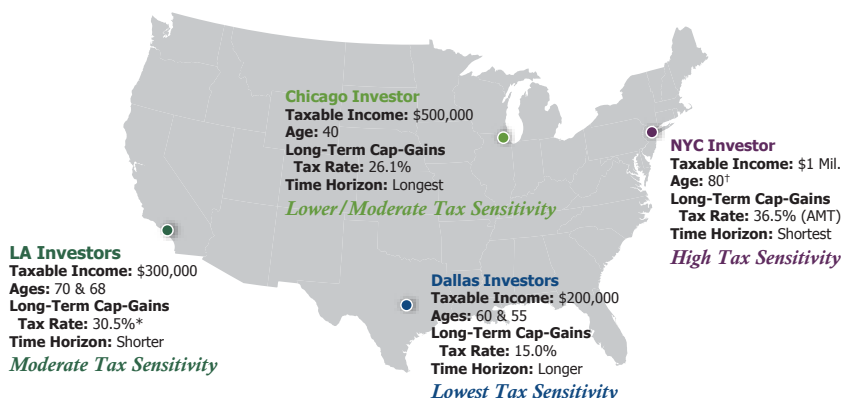 Chicago Investor
Taxable Income: $500,000
Age: 40
Long-Term Cap-Gains
Tax Rate: 26.1%
Time Horizon: Longest
Lower/Moderate Tax Sensitivity
NYC Investor
Taxable Income: $1 Mil.
Age: 80†
Long-Term Cap-Gains
Tax Rate: 36.5% (AMT)
Time Horizon: Shortest
High Tax Sensitivity
LA Investors
Taxable Income: $300,000
Ages: 70 & 68
Long-Term Cap-Gains
Tax Rate: 30.5%*
Time Horizon: Shorter
Moderate Tax Sensitivity
Dallas Investors
Taxable Income: $200,000
Ages: 60 & 55
Long-Term Cap-Gains
Tax Rate: 15.0%
Time Horizon: Longer
Lowest Tax Sensitivity